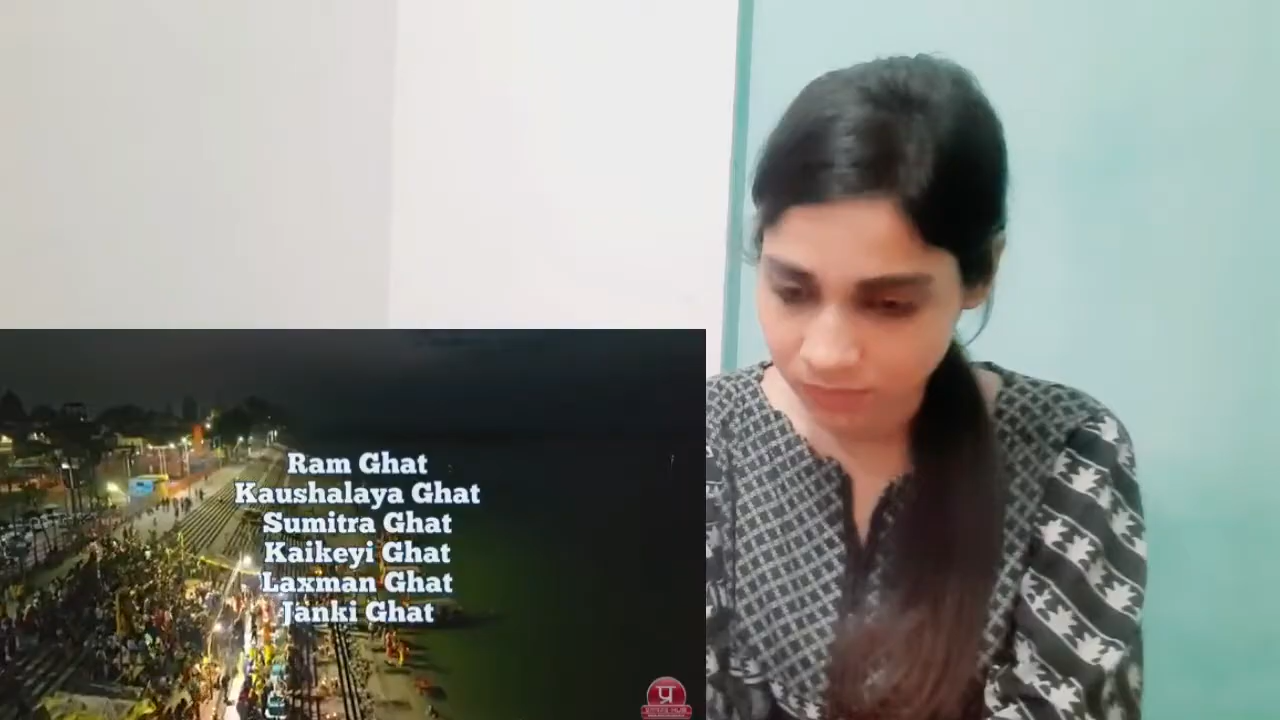 Ram Ghat
Kaushalaya Ghat
Sumitra Ghat
Kaikeyi Ghat
Laxman Ghat
Janki Ghat
प्र